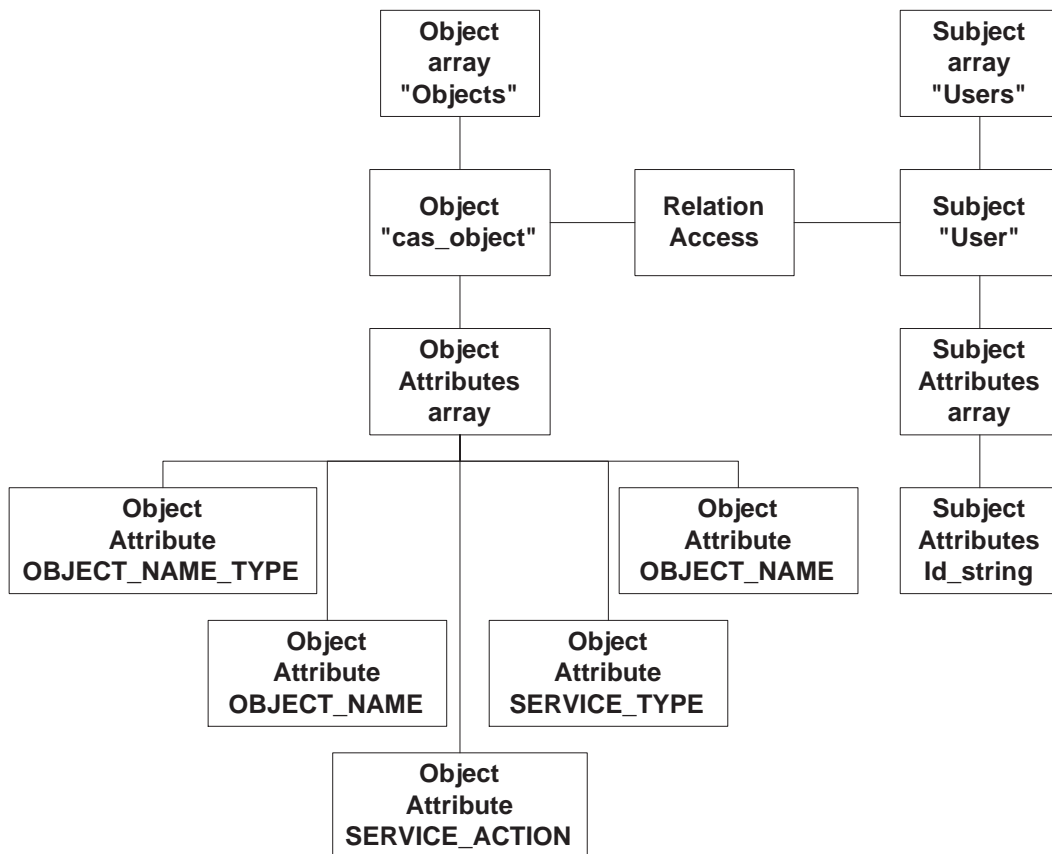 Object
array
"Objects"
Subject
array
"Users"
Object
"cas_object"
Relation
Access
Subject
"User"
Object
Attributes
array
Subject
Attributes
array
Object
Attribute
OBJECT_NAME_TYPE
Object
Attribute
OBJECT_NAME
Subject
Attributes
Id_string
Object
Attribute
OBJECT_NAME
Object
Attribute
SERVICE_TYPE
Object
Attribute
SERVICE_ACTION